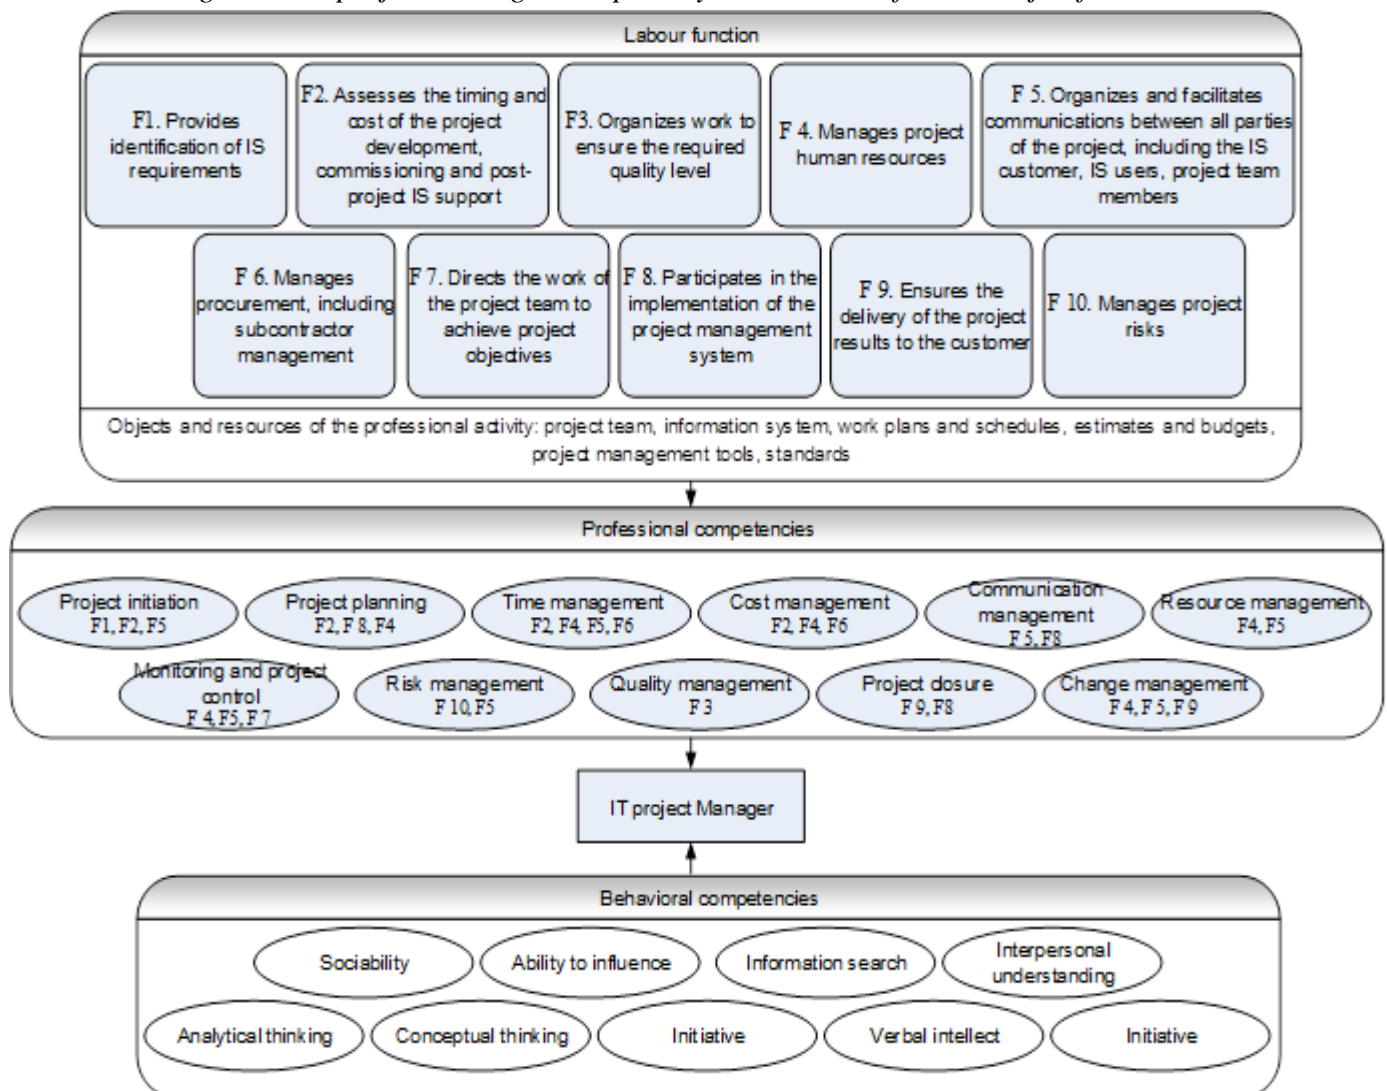 Labour function
F1. Provides
identification of IS
requirements
F2. Assesses the timing and
cost of the project
development,
commissioning and post-
project IS support
F3. Organizes work to
ensure the required
quality level
F 4. Manages project
human resources
F 5. Organizes and facilitates
communications between all parties
of the project, including the IS
customer, IS users, project team
members
F 6. Manages
procurement, including
subcontractor
management
F 7. Directs the work of
the project team to
achieve project
objectives
F 8. Participates in the
implementation of the
project management
system
F 9. Ensures the
delivery of the project
results to the customer
F 10. Manages project
risks
Objects and resources of the professional activity: project team, information system, work plans and schedules, estimates and budgets,
project management tools, standards
Professional competencies
Project initiation
F1, F2, F5
Project planning
F2, F 8, F4
Time management
F2, F4, F5, F6
Cost management
F2, F4, F6
Communication
management
F 5, F8
Resource management
F4, F5
Monitoring and project
control
F 4, F5, F 7
Risk management
F 10, F5
Quality management
F 3
Project closure
F 9, F8
Change management
F 4, F 5, F 9
IT project Manager
Behavioral competencies
Sociability
Ability to influence
Information search
Interpersonal
understanding
Analytical thinking
Conceptual thinking
Initiative
Verbal intellect
Initiative